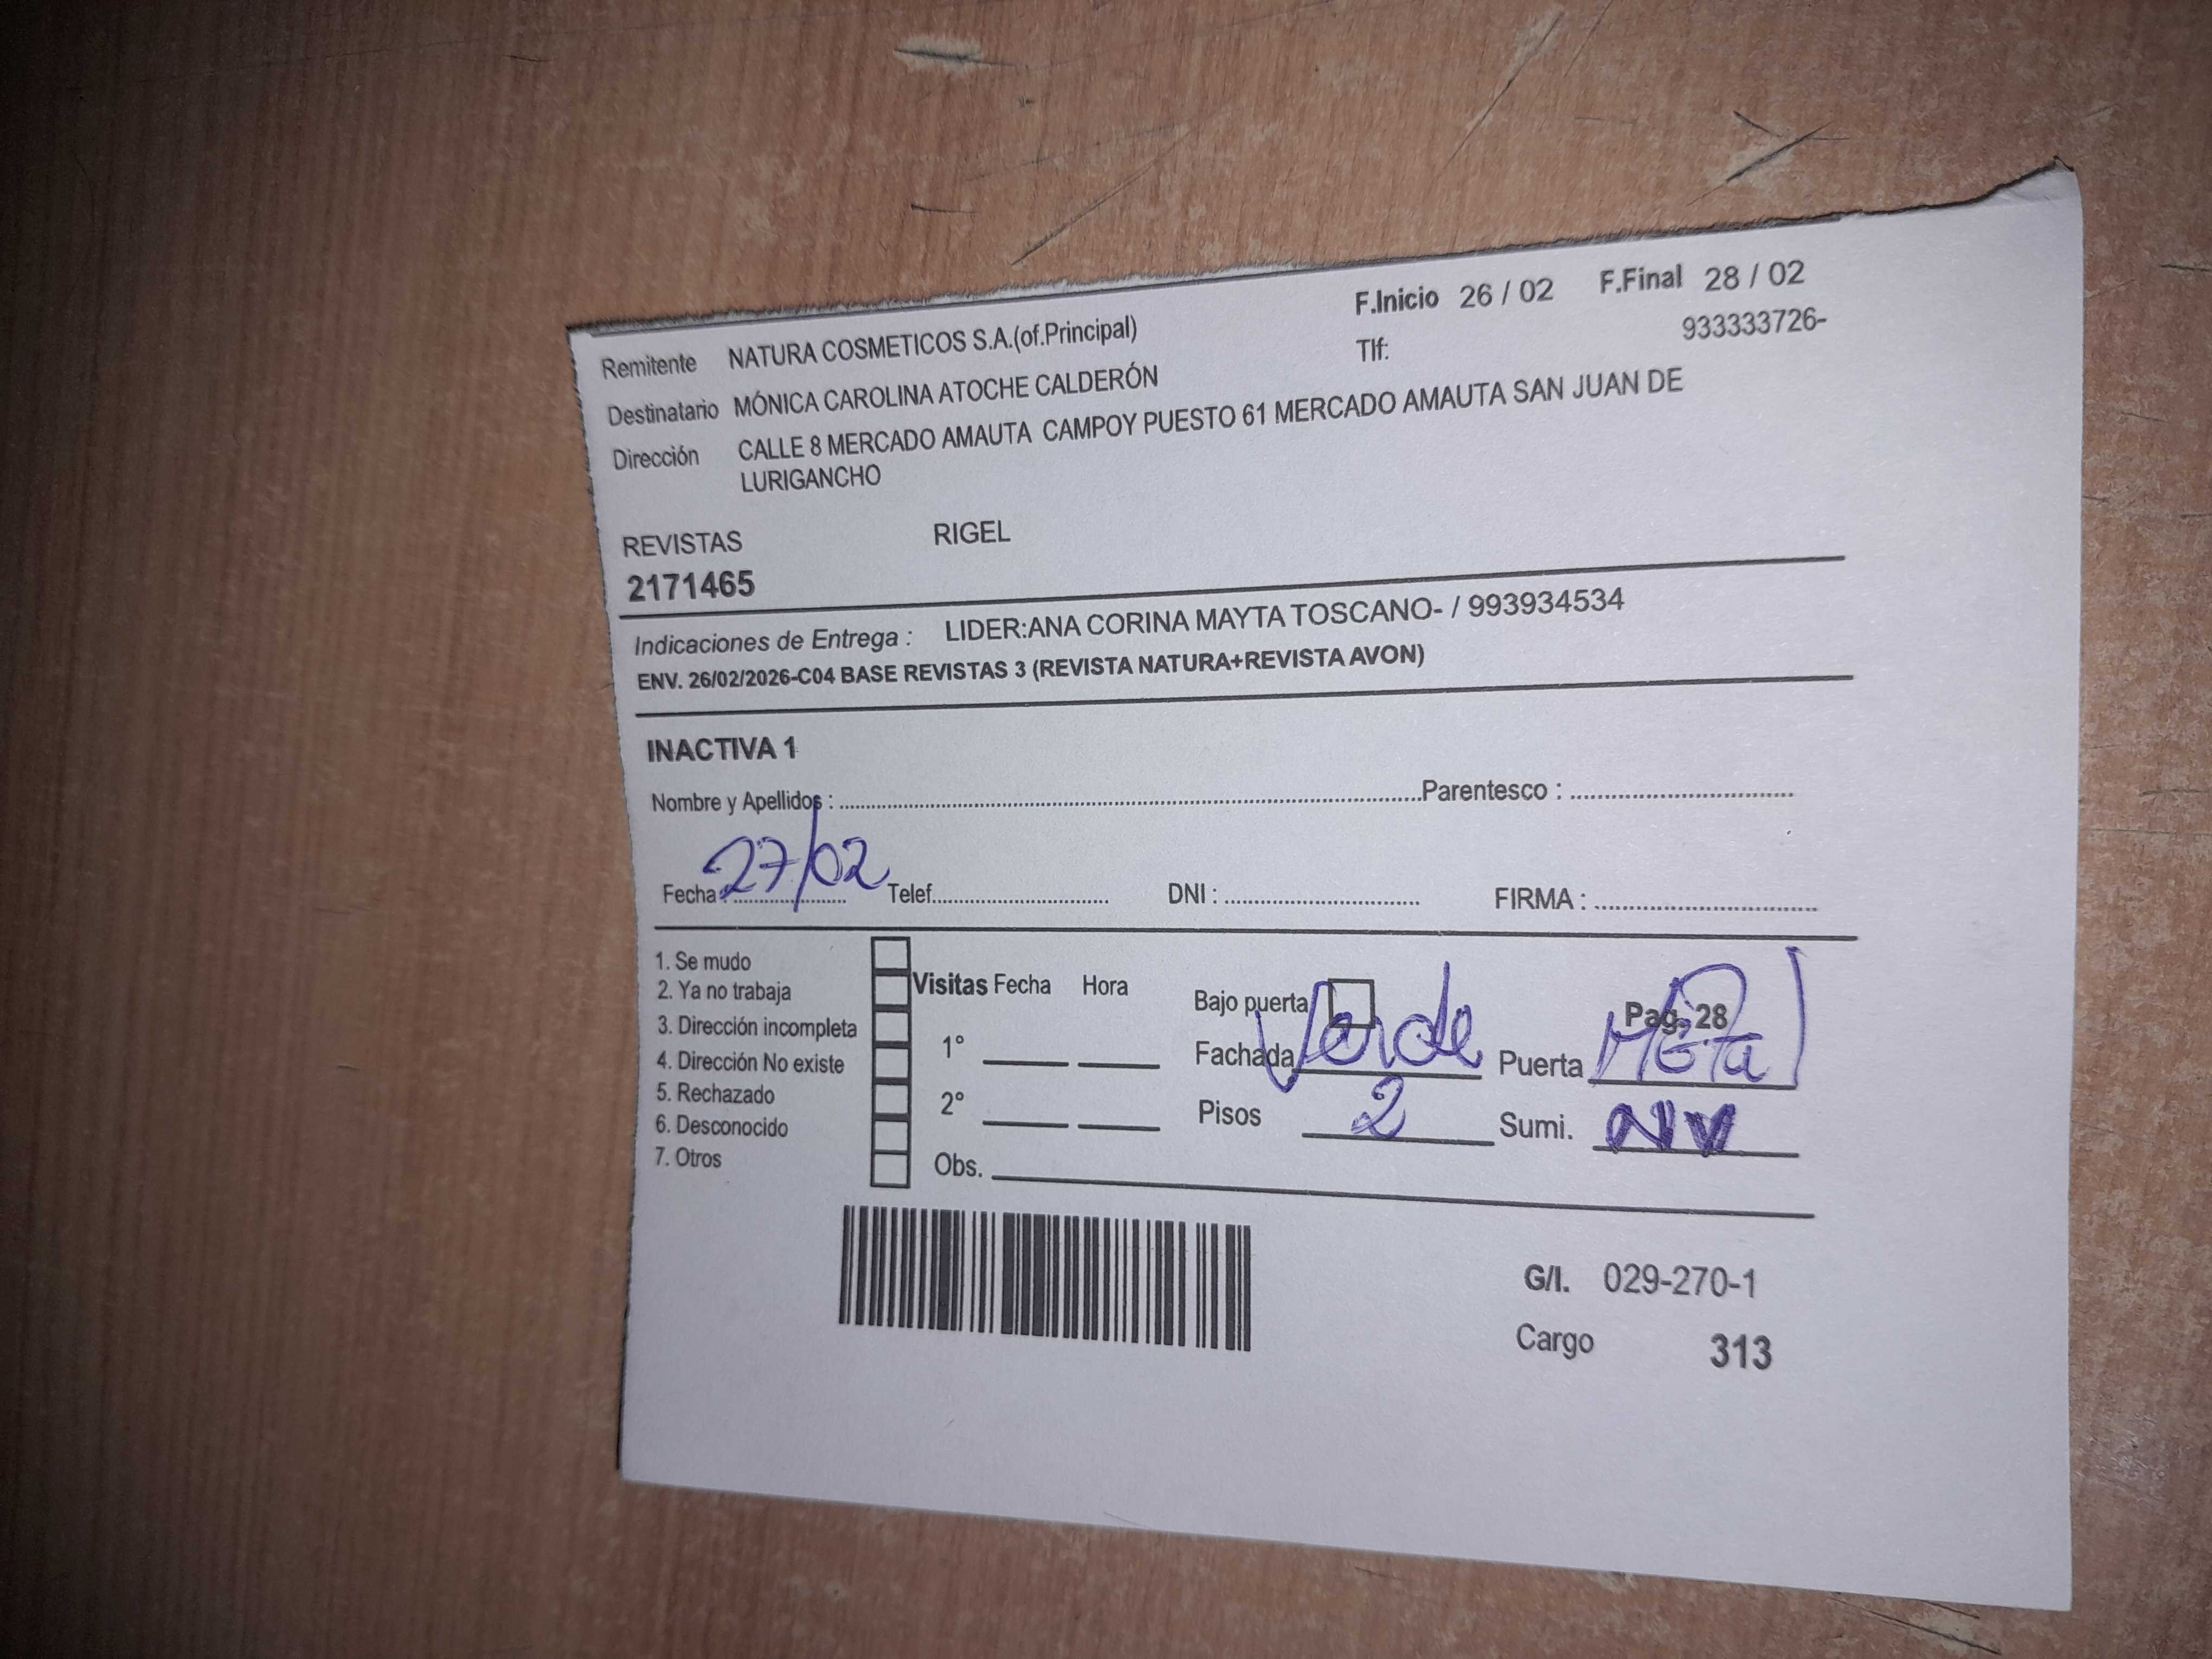 F.Inicio 26 / 02 F.Final 28 / 02
Remitente NATURA COSMETICOS S.A.(of.Principal) Tlf: 933333726-
Destinatario MÓNICA CAROLINA ATOCHE CALDERÓN
Dirección CALLE 8 MERCADO AMAUTA CAMPOY PUESTO 61 MERCADO AMAUTA SAN JUAN DE
LURIGANCHO
REVISTAS RIGEL
2171465
Indicaciones de Entrega : LIDER:ANA CORINA MAYTA TOSCANO- / 993934534
ENV. 26/02/2026-C04 BASE REVISTAS 3 (REVISTA NATURA+REVISTA AVON)
INACTIVA 1
Nombre y Apellidos : Parentesco :
Fecha : 27/02 Telef. DNI : FIRMA :
1. Se mudo
2. Ya no trabaja
3. Dirección incompleta
4. Dirección No existe
5. Rechazado
6. Desconocido
7. Otros
Visitas Fecha Hora
1°
2°
Obs.
Bajo puerta Pag. 28
Fachada Verde Puerta Metal
Pisos 2 Sumi. NV
G/I. 029-270-1
Cargo 313